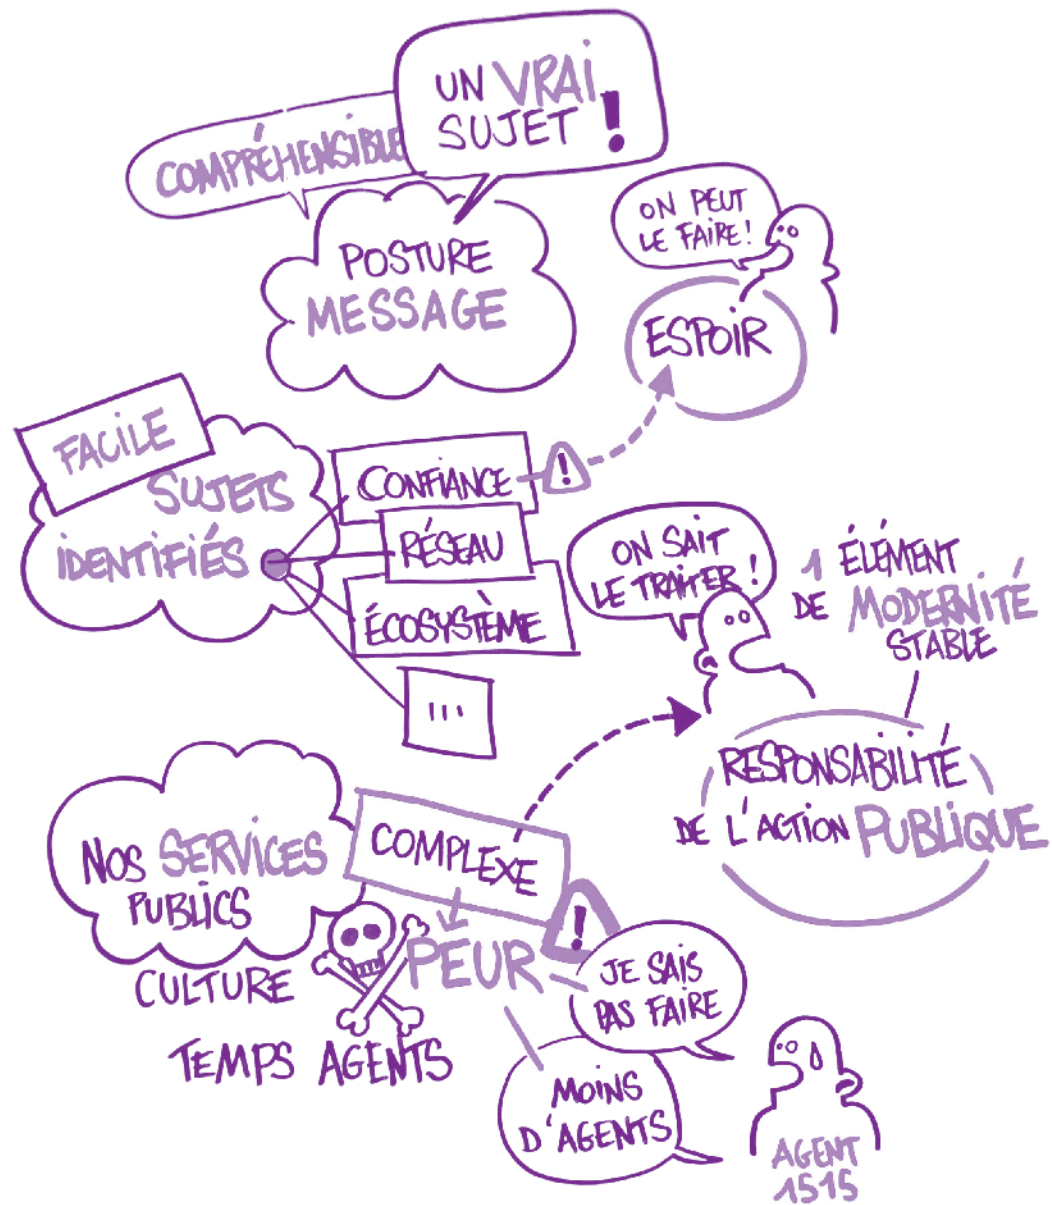 UN VRAI
SUJET !
COMPRÉHENSIBLE
POSTURE
MESSAGE
ON PEUT
LE FAIRE !
ESPOIR
FACILE
SUJETS
IDENTIFIÉS
CONFIANCE
!
RÉSEAU
ÉCOSYSTÈME
...
ON SAIT
LE TRAITER !
1 ÉLÉMENT
DE MODERNITÉ
STABLE
RESPONSABILITÉ
DE L'ACTION PUBLIQUE
NOS SERVICES
PUBLICS
COMPLEXE
!
PEUR
CULTURE
TEMPS AGENTS
JE SAIS
PAS FAIRE
MOINS
D'AGENTS
AGENT
1515